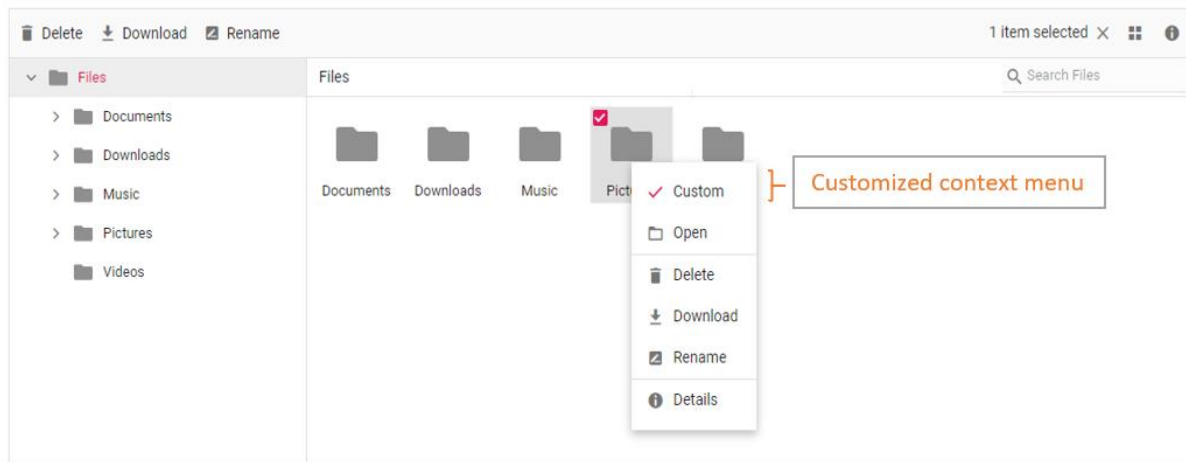 Delete Download Rename 1 item selected
Files Files Search Files
Documents
Downloads
Music
Pictures
Videos
Documents Downloads Music Pict
Custom
Open
Delete
Download
Rename
Details
Customized context menu